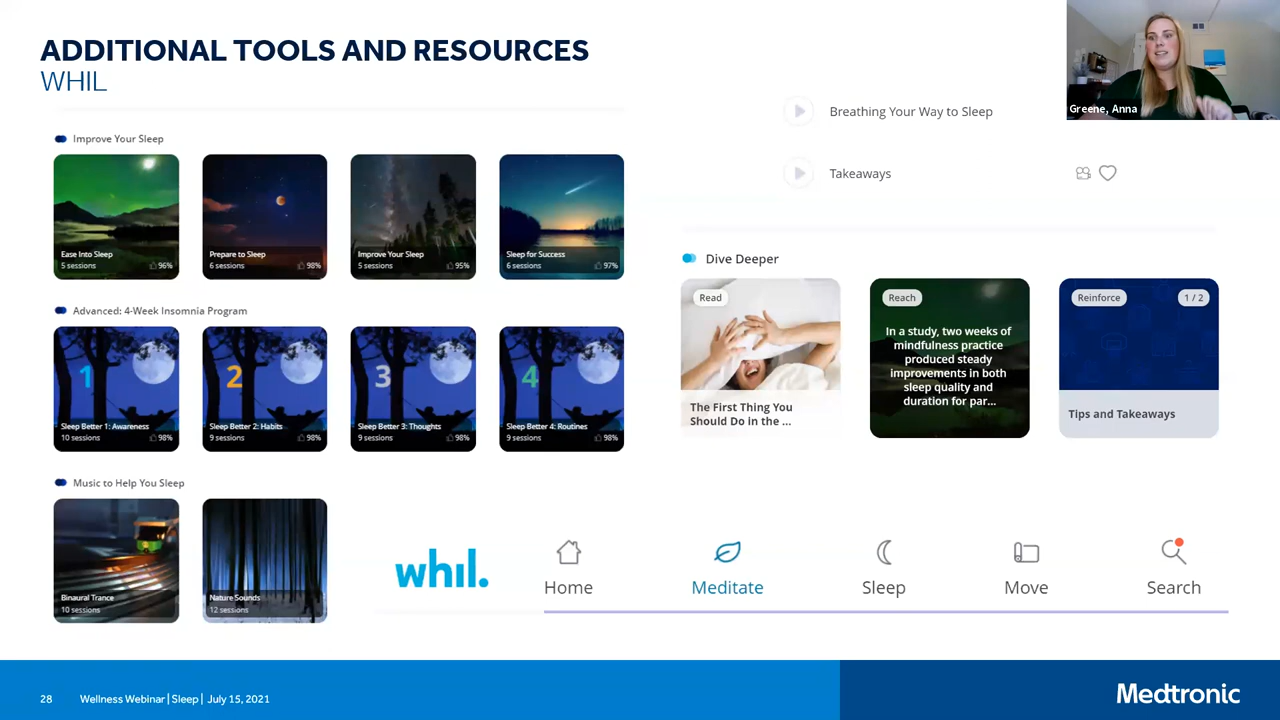 ADDITIONAL TOOLS AND RESOURCES
WHIL
Greene, Anna
Improve Your Sleep
Ease Into Sleep
5 sessions
96%
Prepare to Sleep
6 sessions
98%
Improve Your Sleep
5 sessions
95%
Sleep for Success
6 sessions
97%
Advanced: 4-Week Insomnia Program
1
Sleep Better 1: Awareness
10 sessions
98%
2
Sleep Better 2: Habits
9 sessions
98%
3
Sleep Better 3: Thoughts
9 sessions
98%
4
Sleep Better 4: Routines
9 sessions
98%
Music to Help You Sleep
Binaural Trance
10 sessions
Nature Sounds
12 sessions
Breathing Your Way to Sleep
Takeaways
Dive Deeper
Read
The First Thing You
Should Do in the ...
Reach
In a study, two weeks of
mindfulness practice
produced steady
improvements in both
sleep quality and
duration for par...
Reinforce
1 / 2
Tips and Takeaways
whil.
Home
Meditate
Sleep
Move
Search
28
Wellness Webinar | Sleep | July 15, 2021
Medtronic